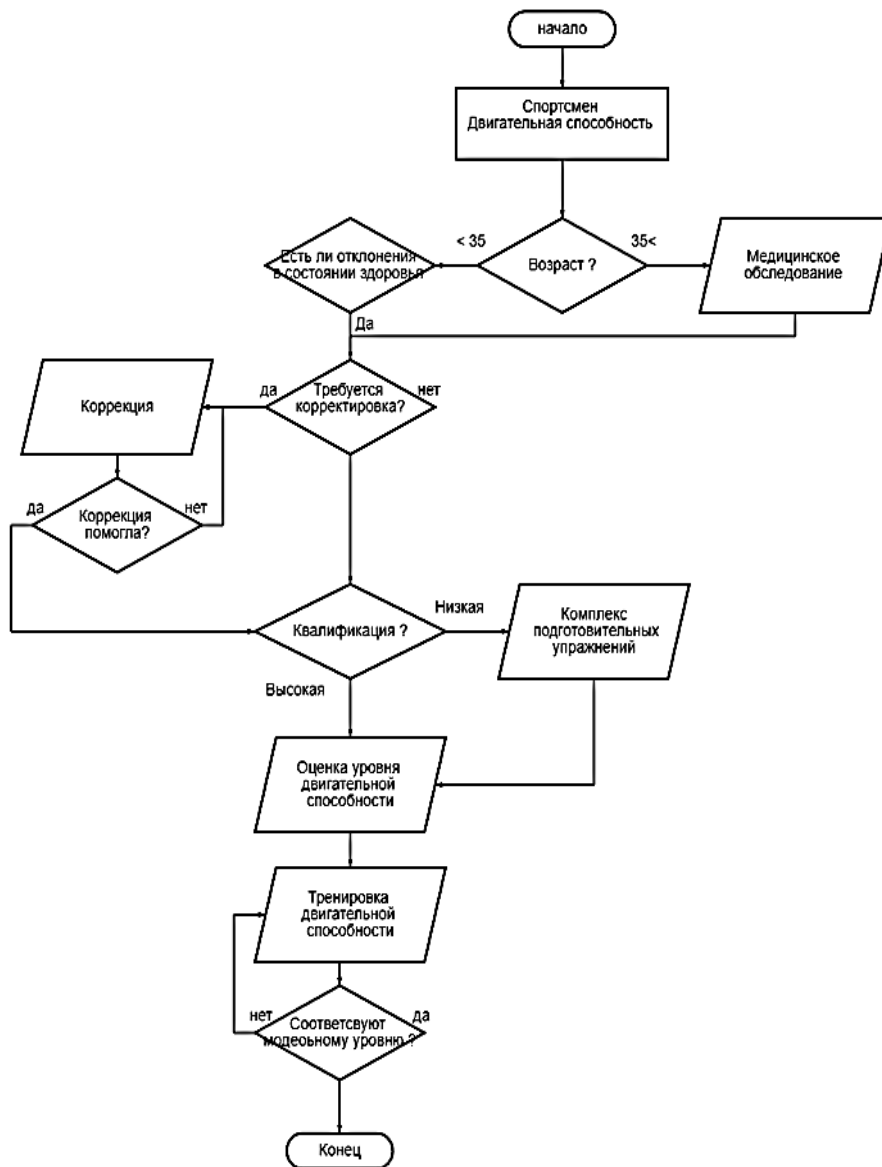 начало
Спортсмен
Двигательная способность
< 35
35<
Есть ли отклонения
в состоянии здоровья
Возраст ?
Медицинское
обследование
Да
да
Требуется
корректировка?
нет
Коррекция
да
Коррекция
помогла?
нет
Квалификация ?
Низкая
Комплекс
подготовительных
упражнений
Высокая
Оценка уровня
двигательной
способности
Тренировка
двигательной
способности
нет
Соответсвуют
модеоьному уровню ?
да
Конец